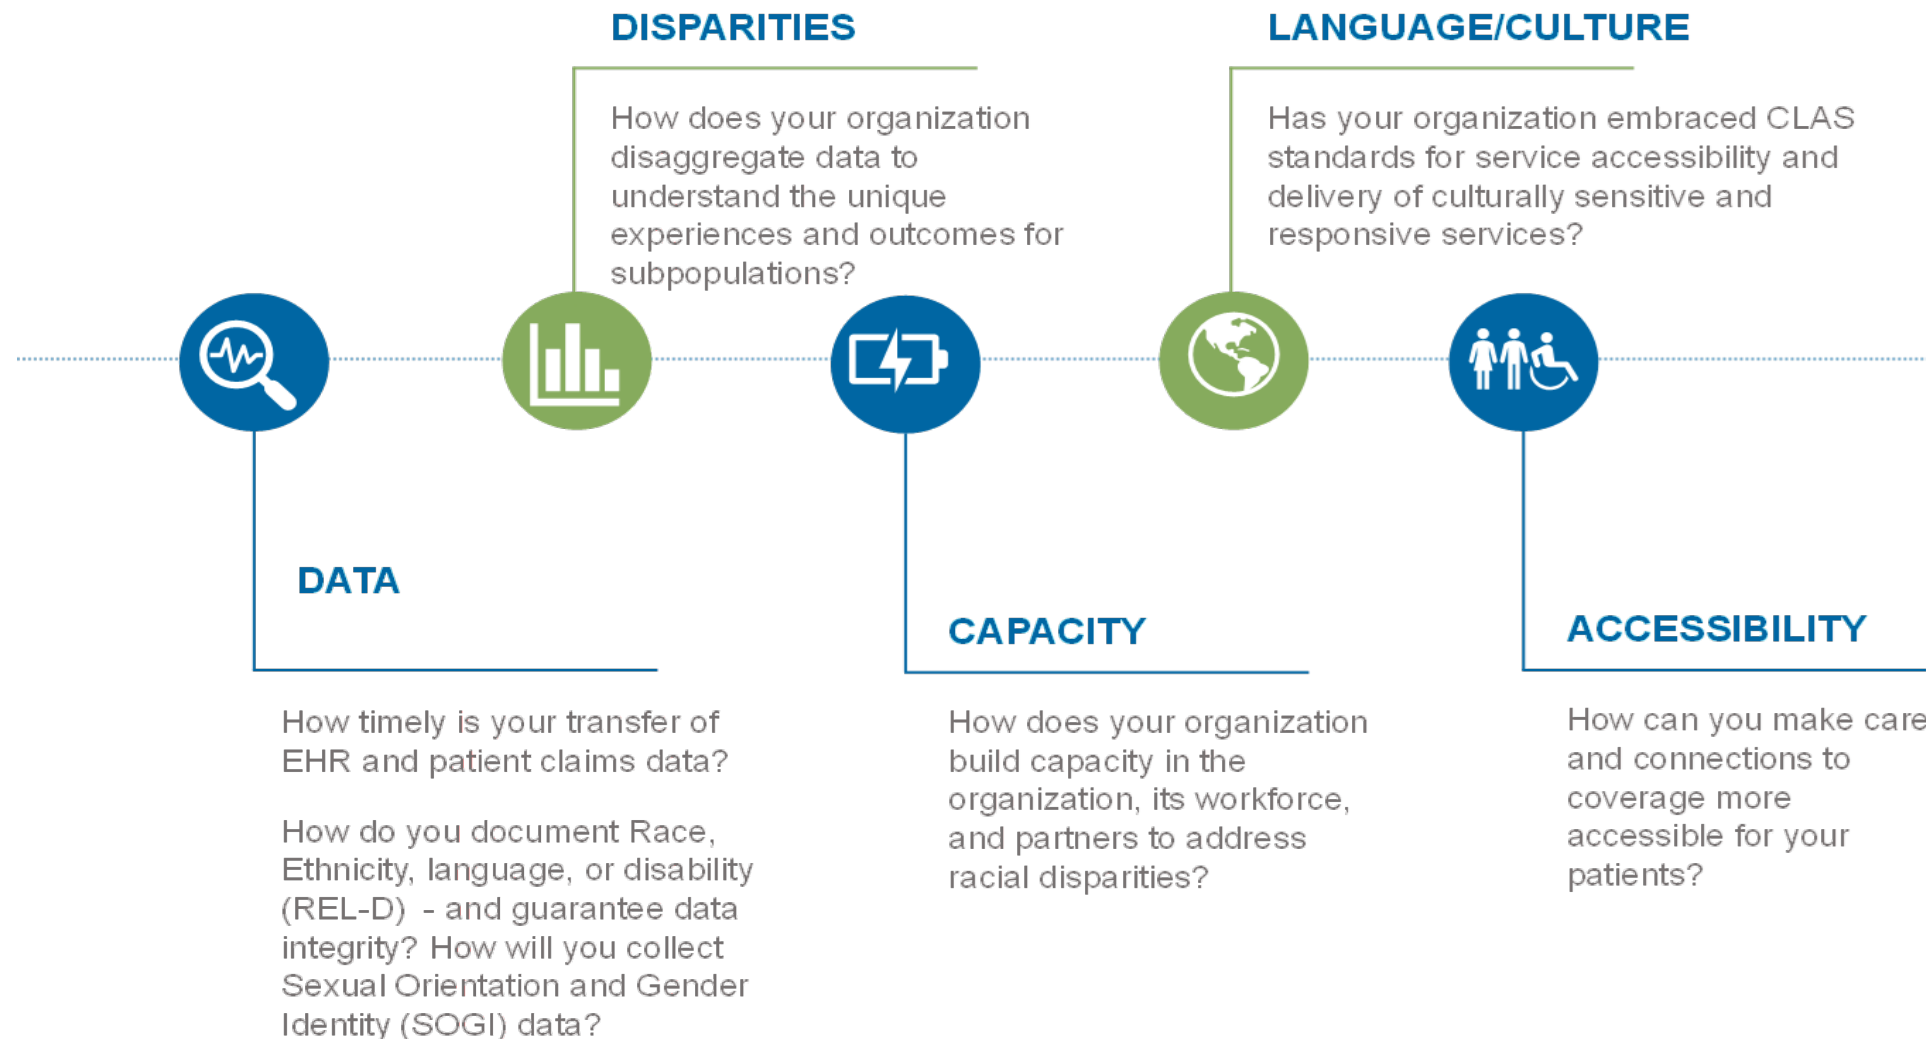 DISPARITIES
How does your organization
disaggregate data to
understand the unique
experiences and outcomes for
subpopulations?
LANGUAGE/CULTURE
Has your organization embraced CLAS
standards for service accessibility and
delivery of culturally sensitive and
responsive services?
DATA
How timely is your transfer of
EHR and patient claims data?
How do you document Race,
Ethnicity, language, or disability
(REL-D) - and guarantee data
integrity? How will you collect
Sexual Orientation and Gender
Identity (SOGI) data?
CAPACITY
How does your organization
build capacity in the
organization, its workforce,
and partners to address
racial disparities?
ACCESSIBILITY
How can you make care
and connections to
coverage more
accessible for your
patients?